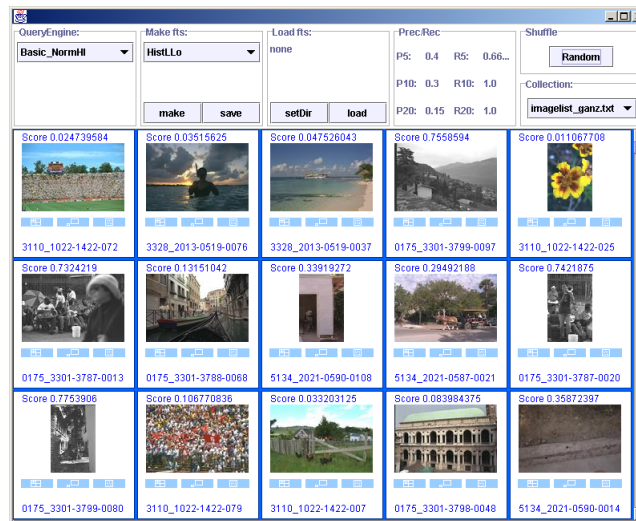 QueryEngine: Make fts: Load fts: Prec/Rec Shuffle
Basic_NormHI HistLLo none P5: 0.4 R5: 0.66... Random
P10: 0.3 R10: 1.0 Collection:
make save setDir load P20: 0.15 R20: 1.0 imagelist_ganz.txt
Score 0.024739584 Score 0.03515625 Score 0.047526043 Score 0.7558594 Score 0.011067708
3110_1022-1422-072 3328_2013-0519-0076 3328_2013-0519-0037 0175_3301-3799-0097 3110_1022-1422-025
Score 0.7324219 Score 0.13151042 Score 0.33919272 Score 0.29492188 Score 0.7421875
0175_3301-3787-0013 0175_3301-3788-0068 5134_2021-0590-0108 5134_2021-0587-0021 0175_3301-3787-0020
Score 0.7753906 Score 0.106770836 Score 0.033203125 Score 0.083984375 Score 0.35872397
0175_3301-3799-0080 3110_1022-1422-079 3110_1022-1422-007 0175_3301-3798-0048 5134_2021-0590-0014